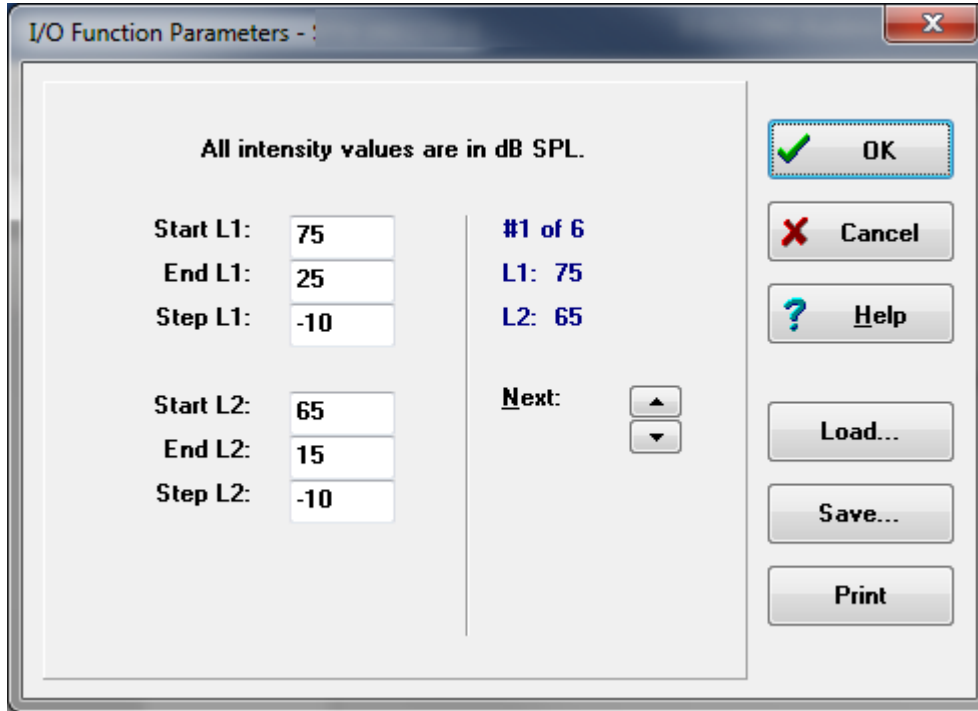 I/O Function Parameters -
All intensity values are in dB SPL.
Start L1: 75
End L1: 25
Step L1: -10
Start L2: 65
End L2: 15
Step L2: -10
#1 of 6
L1: 75
L2: 65
Next:
OK
Cancel
? Help
Load...
Save...
Print